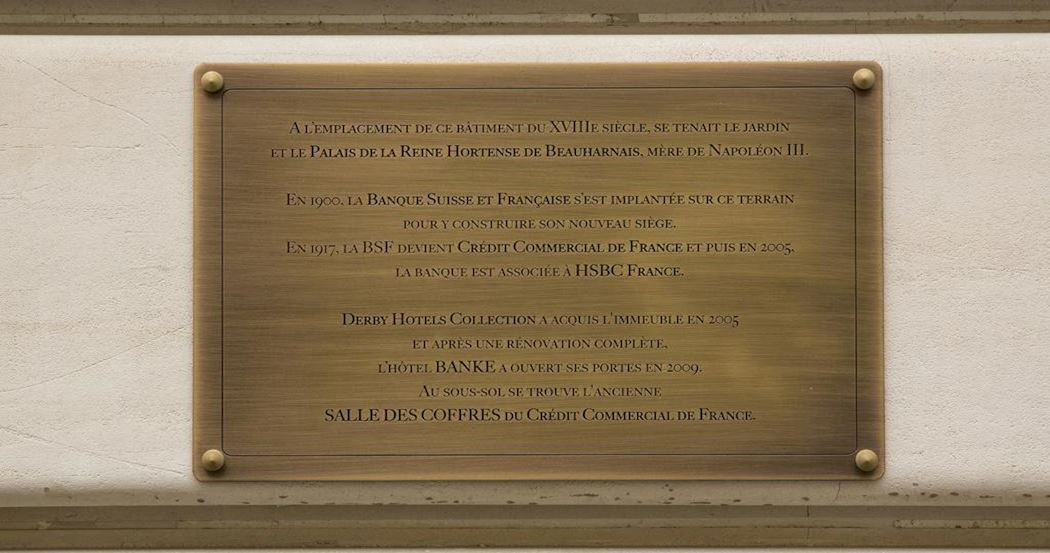 A L'EMPLACEMENT DE CE BÂTIMENT DU XVIIIE SIÈCLE, SE TENAIT LE JARDIN
ET LE PALAIS DE LA REINE HORTENSE DE BEAUHARNAIS, MÈRE DE NAPOLÉON III.
EN 1900, LA BANQUE SUISSE ET FRANÇAISE S'EST IMPLANTÉE SUR CE TERRAIN
POUR Y CONSTRUIRE SON NOUVEAU SIÈGE.
EN 1917, LA BSF DEVIENT CRÉDIT COMMERCIAL DE FRANCE ET PUIS EN 2005,
LA BANQUE EST ASSOCIÉE À HSBC FRANCE.
DERBY HOTELS COLLECTION A ACQUIS L'IMMEUBLE EN 2005
ET APRÈS UNE RÉNOVATION COMPLÈTE,
L'HÔTEL BANKE A OUVERT SES PORTES EN 2009.
AU SOUS-SOL SE TROUVE L'ANCIENNE
SALLE DES COFFRES DU CRÉDIT COMMERCIAL DE FRANCE.